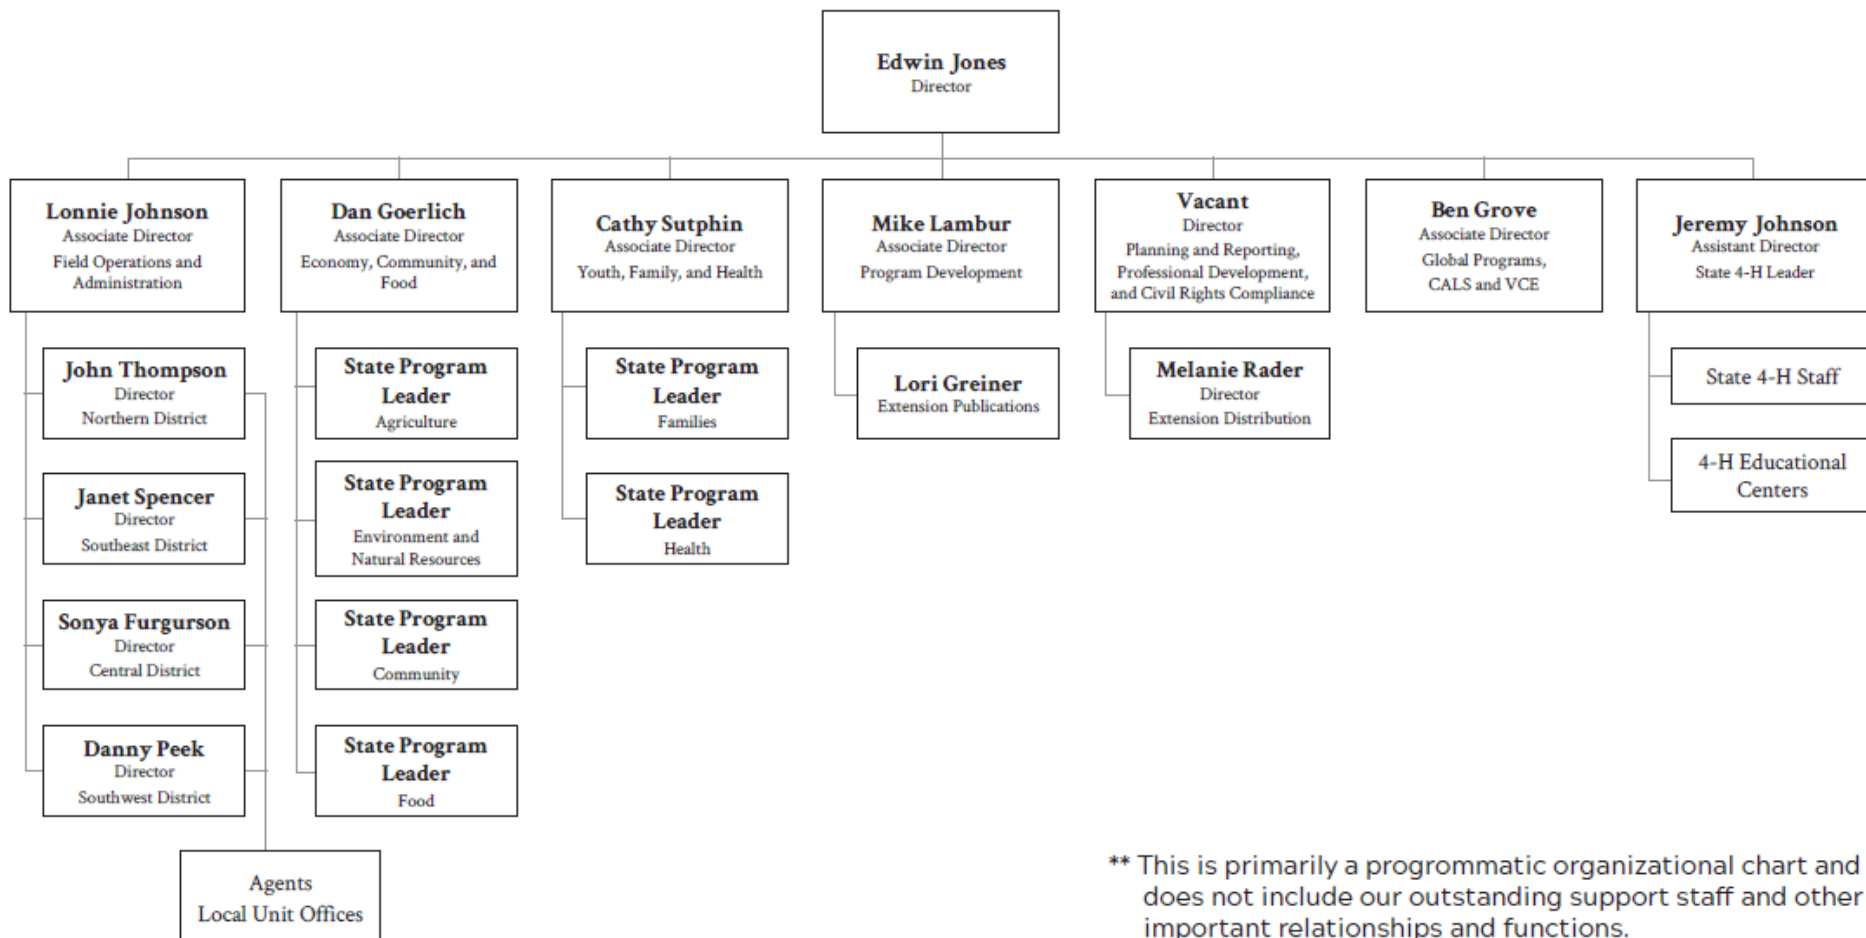 Edwin Jones
Director
Lonnie Johnson
Associate Director
Field Operations and
Administration
Dan Goerlich
Associate Director
Economy, Community, and
Food
Cathy Sutphin
Associate Director
Youth, Family, and Health
Mike Lambur
Associate Director
Program Development
Vacant
Director
Planning and Reporting,
Professional Development,
and Civil Rights Compliance
Ben Grove
Associate Director
Global Programs,
CALS and VCE
Jeremy Johnson
Assistant Director
State 4-H Leader
John Thompson
Director
Northern District
Janet Spencer
Director
Southeast District
Sonya Furgurson
Director
Central District
Danny Peek
Director
Southwest District
Agents
Local Unit Offices
State Program
Leader
Agriculture
State Program
Leader
Environment and
Natural Resources
State Program
Leader
Community
State Program
Leader
Food
State Program
Leader
Families
State Program
Leader
Health
Lori Greiner
Extension Publications
Melanie Rader
Director
Extension Distribution
State 4-H Staff
4-H Educational
Centers
** This is primarily a progrommatic organizational chart and
does not include our outstanding support staff and other
important relationships and functions.